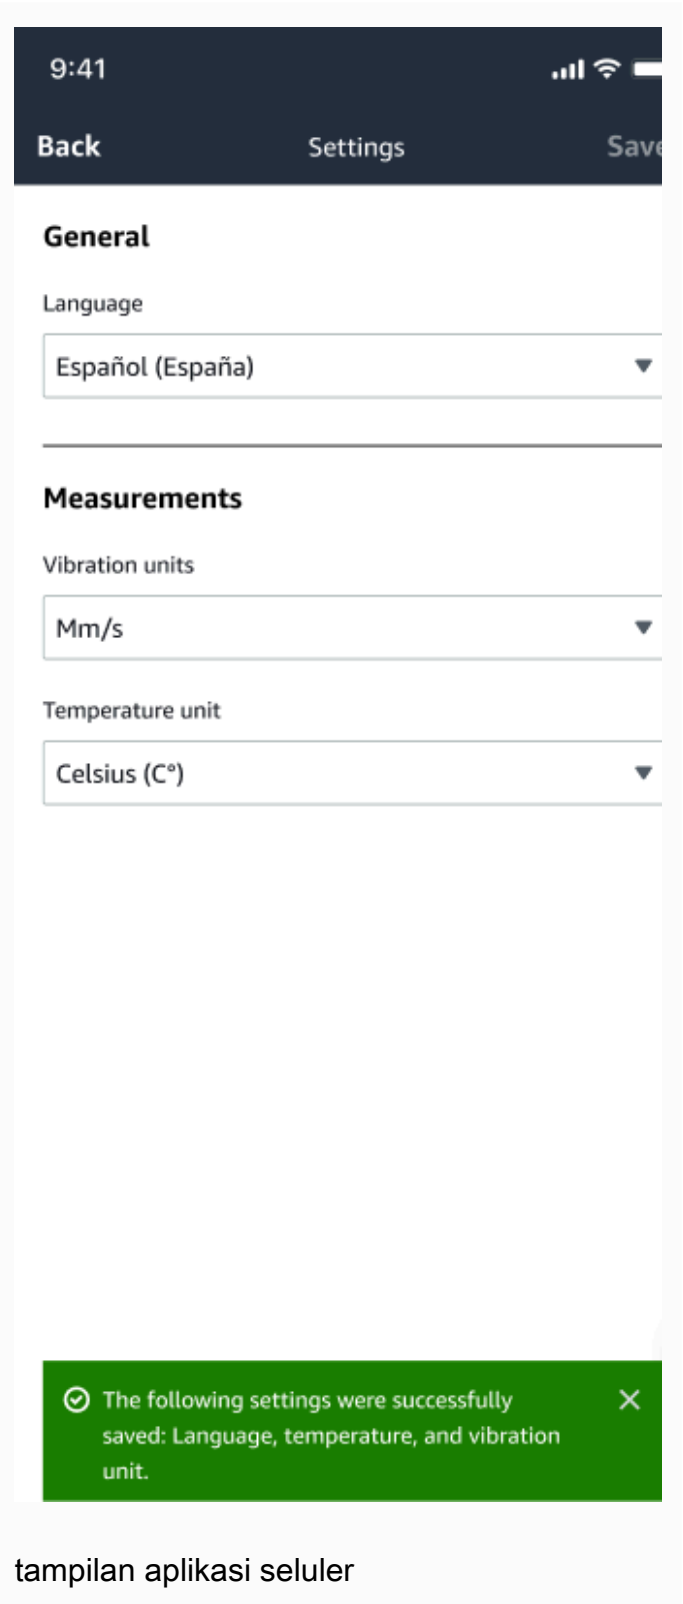 9:41
Back Settings Save
General
Language
Español (España)
Measurements
Vibration units
Mm/s
Temperature unit
Celsius (C°)
The following settings were successfully
saved: Language, temperature, and vibration
unit.
tampilan aplikasi seluler